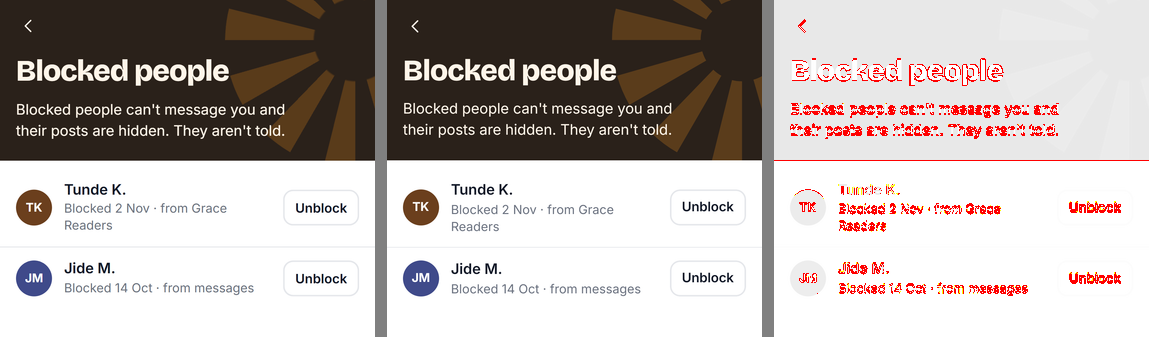 Blocked people
Blocked people can't message you and
their posts are hidden. They aren't told.
TK
Tunde K.
Blocked 2 Nov · from Grace
Readers
Unblock
JM
Jide M.
Blocked 14 Oct · from messages
Unblock
Blocked people
Blocked people can't message you and
their posts are hidden. They aren't told.
TK
Tunde K.
Blocked 2 Nov · from Grace
Readers
Unblock
JM
Jide M.
Blocked 14 Oct · from messages
Unblock
Blocked people
Blocked people can't message you and
their posts are hidden. They aren't told.
TK
Tunde K.
Blocked 2 Nov · from Grace
Readers
Unblock
JM
Jide M.
Blocked 14 Oct · from messages
Unblock